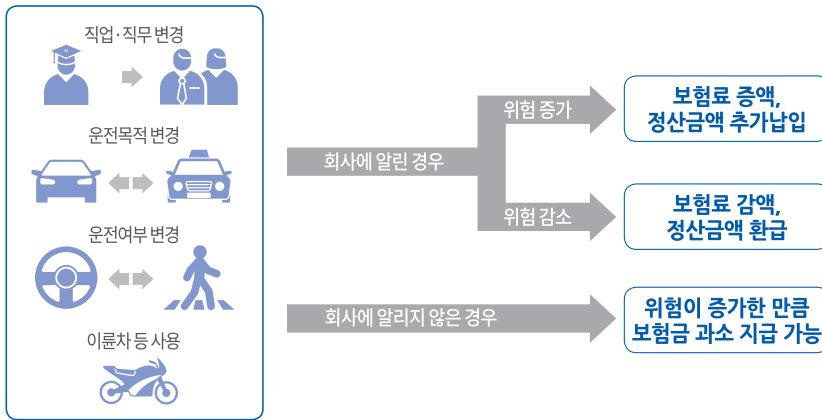 직업·직무 변경
운전목적 변경
운전여부 변경
이륜차 등 사용
회사에 알린 경우
위험 증가
보험료 증액,
정산금액 추가납입
위험 감소
보험료 감액,
정산금액 환급
회사에 알리지 않은 경우
위험이 증가한 만큼
보험금 과소 지급 가능